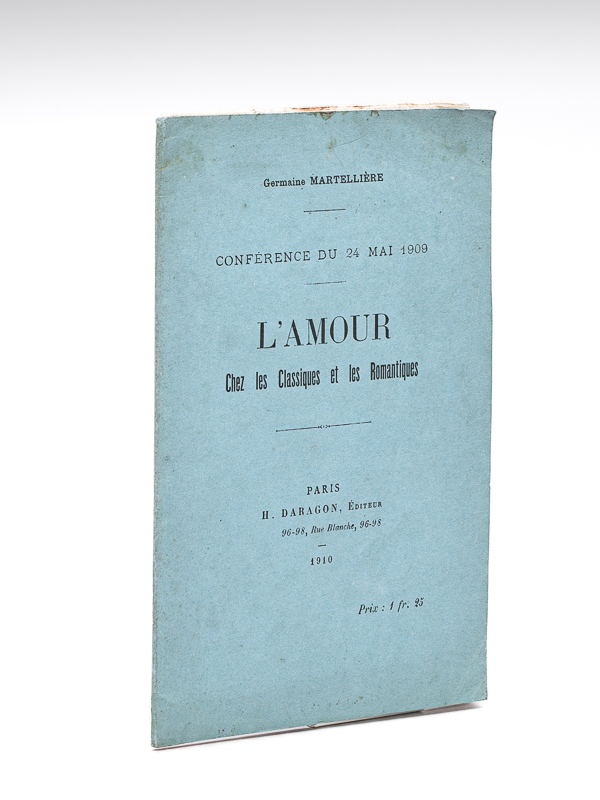 Germaine MARTELLIÈRE
CONFÉRENCE DU 24 MAI 1909
L'AMOUR
Chez les Classiques et les Romantiques
PARIS
H. DARAGON, ÉDITEUR
96-98, Rue Blanche, 96-98
1910
Prix : 1 fr. 25